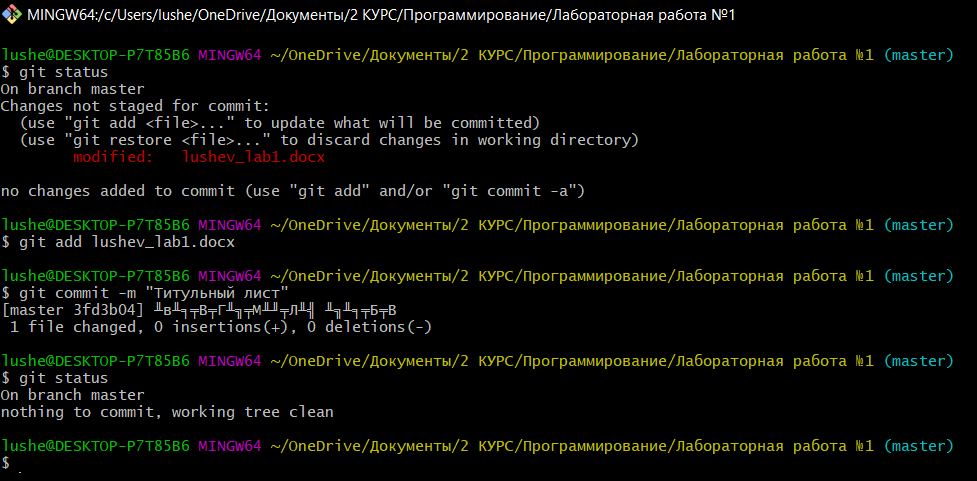 MINGW64:/c/Users/lushe/OneDrive/Документы/2 КУРС/Программирование/Лабораторная работа №1
lushe@DESKTOP-P7T85B6 MINGW64 ~/OneDrive/Документы/2 КУРС/Программирование/Лабораторная работа №1 (master)
$ git status
On branch master
Changes not staged for commit:
  (use "git add <file>..." to update what will be committed)
  (use "git restore <file>..." to discard changes in working directory)
        modified:   lushev_lab1.docx
no changes added to commit (use "git add" and/or "git commit -a")
lushe@DESKTOP-P7T85B6 MINGW64 ~/OneDrive/Документы/2 КУРС/Программирование/Лабораторная работа №1 (master)
$ git add lushev_lab1.docx
lushe@DESKTOP-P7T85B6 MINGW64 ~/OneDrive/Документы/2 КУРС/Программирование/Лабораторная работа №1 (master)
$ git commit -m "Титульный лист"
[master 3fd3b04]
 1 file changed, 0 insertions(+), 0 deletions(-)
lushe@DESKTOP-P7T85B6 MINGW64 ~/OneDrive/Документы/2 КУРС/Программирование/Лабораторная работа №1 (master)
$ git status
On branch master
nothing to commit, working tree clean
lushe@DESKTOP-P7T85B6 MINGW64 ~/OneDrive/Документы/2 КУРС/Программирование/Лабораторная работа №1 (master)
$